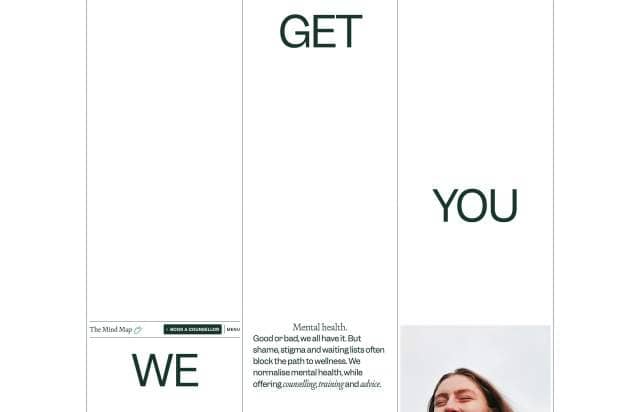 GET
YOU
The Mind Map
BOOK A COUNSELLOR
MENU
WE
Mental health.
Good or bad, we all have it. But
shame, stigma and waiting lists often
block the path to wellness. We
normalise mental health, while
offering counselling, training and advice.